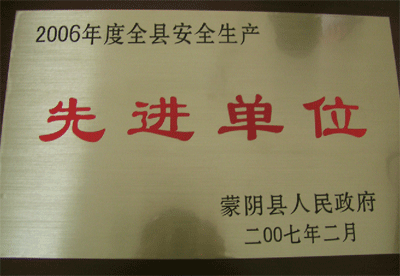 2006年度全县安全生产
先进单位
蒙阴县人民政府
二00七年二月